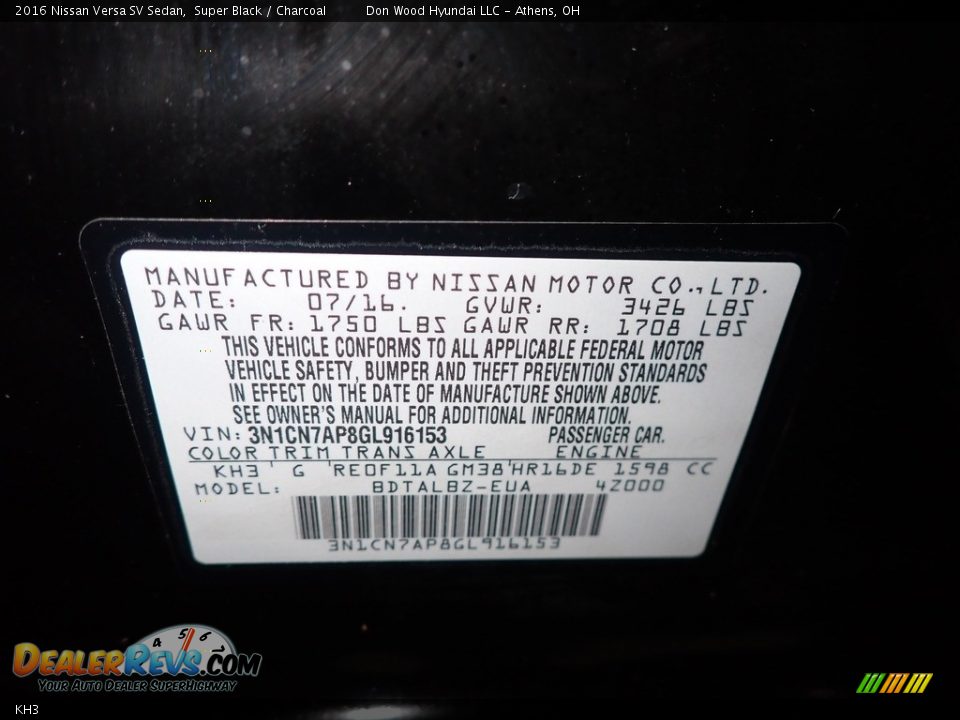 2016 Nissan Versa SV Sedan, Super Black / Charcoal Don Wood Hyundai LLC - Athens, OH
MANUFACTURED BY NISSAN MOTOR CO., LTD.
DATE: 07/16. GVWR: 3426 LBS
GAWR FR: 1750 LBS GAWR RR: 1708 LBS
THIS VEHICLE CONFORMS TO ALL APPLICABLE FEDERAL MOTOR
VEHICLE SAFETY, BUMPER AND THEFT PREVENTION STANDARDS
IN EFFECT ON THE DATE OF MANUFACTURE SHOWN ABOVE.
SEE OWNER'S MANUAL FOR ADDITIONAL INFORMATION.
VIN: 3N1CN7AP8GL916153 PASSENGER CAR.
COLOR TRIM TRANS AXLE ENGINE
KH3 G RE0F11A GM38 HR16DE 1598 CC
MODEL: BDTALBZ-EUA 4Z000
3N1CN7AP8GL916153
4 5 6
DEALERREVS.COM
YOUR AUTO DEALER SUPERHIGHWAY
KH3